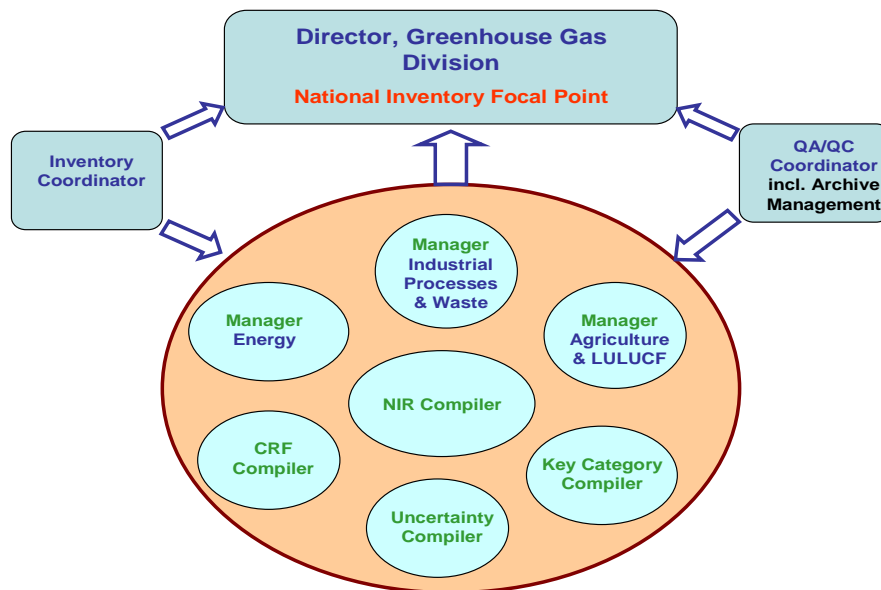 Director, Greenhouse Gas
Division
National Inventory Focal Point
Inventory
Coordinator
QA/QC
Coordinator
incl. Archive
Management
Manager
Industrial
Processes
& Waste
Manager
Energy
Manager
Agriculture
& LULUCF
NIR Compiler
CRF
Compiler
Key Category
Compiler
Uncertainty
Compiler